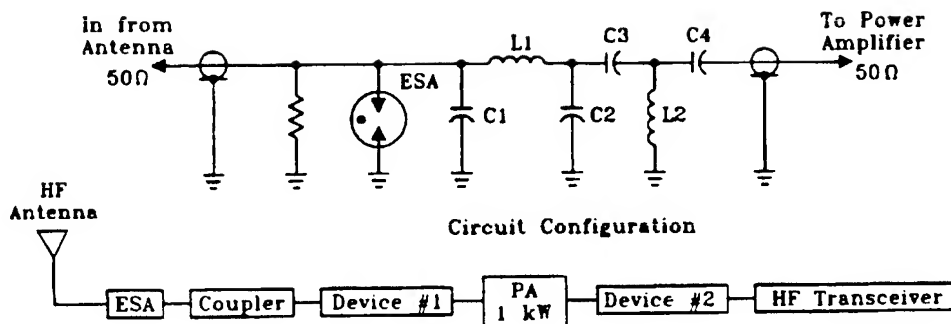 In from
Antenna
50Ω
ESA
C1
L1
C2
C3
L2
C4
To Power
Amplifier
50Ω
HF
Antenna
Circuit Configuration
ESA
Coupler
Device #1
PA
1 kW
Device #2
HF Transceiver